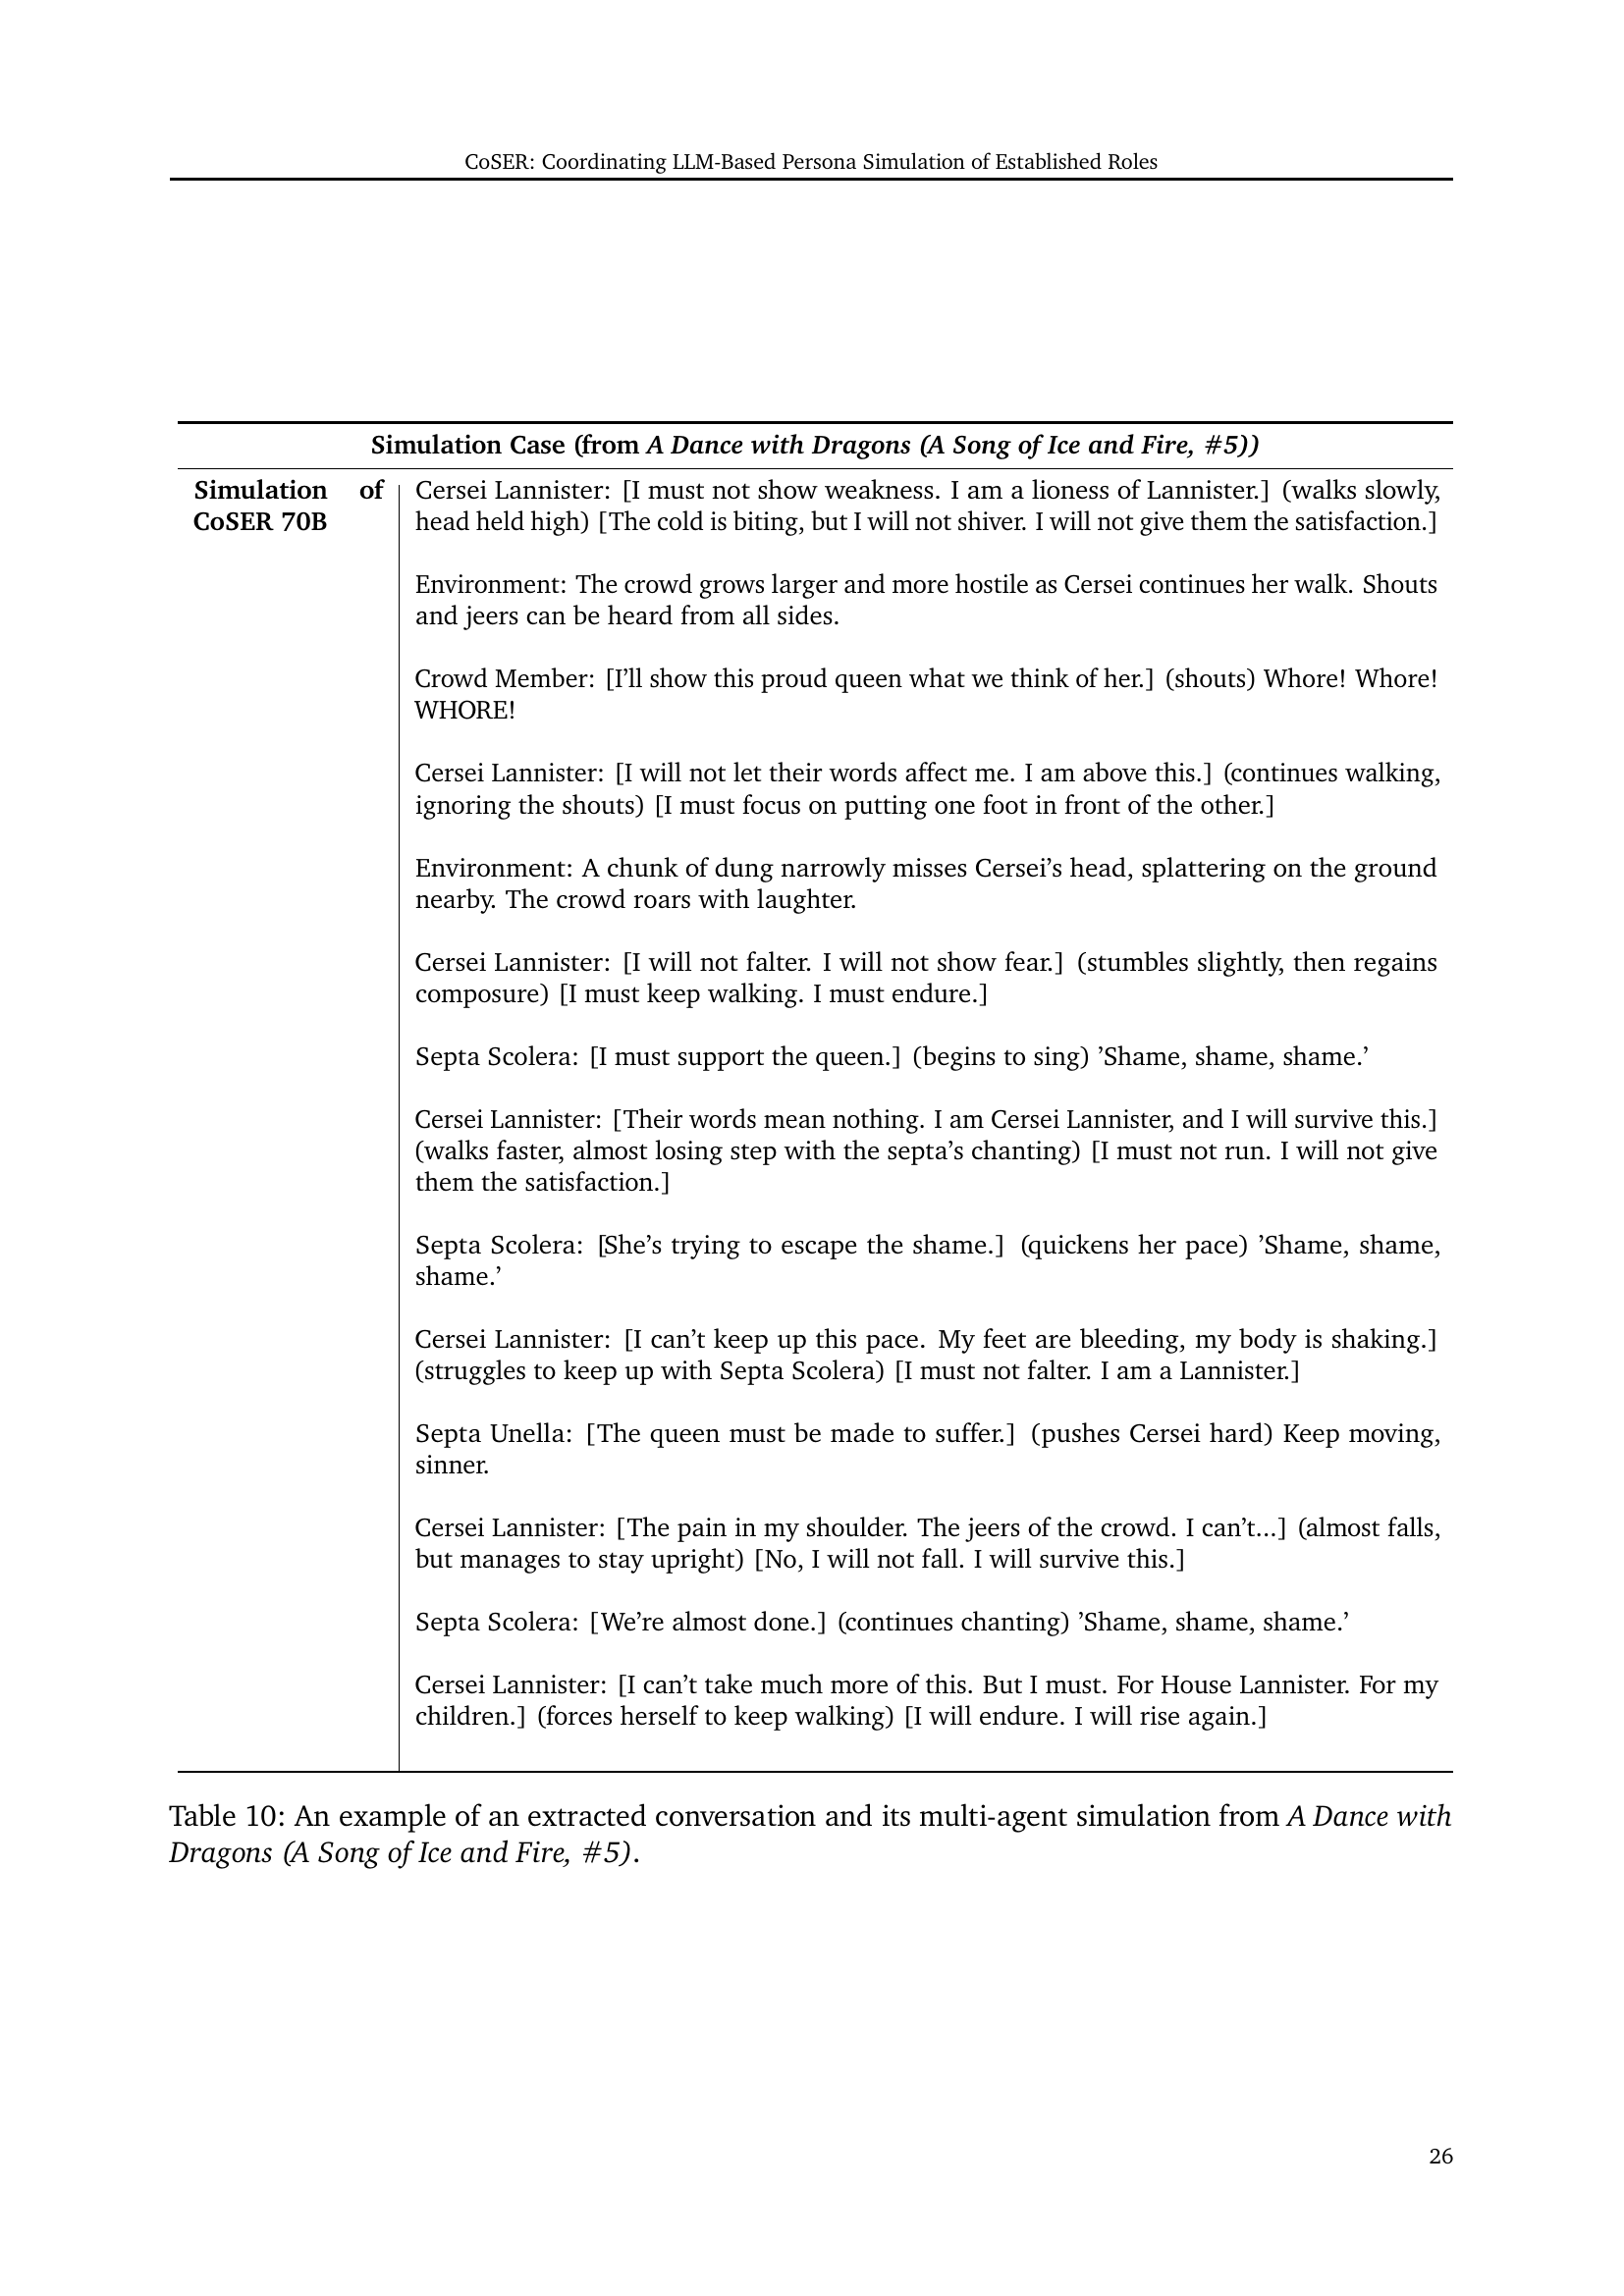 CoSER: Coordinating LLM-Based Persona Simulation of Established Roles
Simulation Case (from A Dance with Dragons (A Song of Ice and Fire, #5))
Simulation of
CoSER 70B
Cersei Lannister: [I must not show weakness. I am a lioness of Lannister.] (walks slowly,
head held high) [The cold is biting, but I will not shiver. I will not give them the satisfaction.]
Environment: The crowd grows larger and more hostile as Cersei continues her walk. Shouts
and jeers can be heard from all sides.
Crowd Member: [I’ll show this proud queen what we think of her.] (shouts) Whore! Whore!
WHORE!
Cersei Lannister: [I will not let their words affect me. I am above this.] (continues walking,
ignoring the shouts) [I must focus on putting one foot in front of the other.]
Environment: A chunk of dung narrowly misses Cersei’s head, splattering on the ground
nearby. The crowd roars with laughter.
Cersei Lannister: [I will not falter. I will not show fear.] (stumbles slightly, then regains
composure) [I must keep walking. I must endure.]
Septa Scolera: [I must support the queen.] (begins to sing) ’Shame, shame, shame.’
Cersei Lannister: [Their words mean nothing. I am Cersei Lannister, and I will survive this.]
(walks faster, almost losing step with the septa’s chanting) [I must not run. I will not give
them the satisfaction.]
Septa Scolera: [She’s trying to escape the shame.] (quickens her pace) ’Shame, shame,
shame.’
Cersei Lannister: [I can’t keep up this pace. My feet are bleeding, my body is shaking.]
(struggles to keep up with Septa Scolera) [I must not falter. I am a Lannister.]
Septa Unella: [The queen must be made to suffer.] (pushes Cersei hard) Keep moving,
sinner.
Cersei Lannister: [The pain in my shoulder. The jeers of the crowd. I can’t...] (almost falls,
but manages to stay upright) [No, I will not fall. I will survive this.]
Septa Scolera: [We’re almost done.] (continues chanting) ’Shame, shame, shame.’
Cersei Lannister: [I can’t take much more of this. But I must. For House Lannister. For my
children.] (forces herself to keep walking) [I will endure. I will rise again.]
Table 10: An example of an extracted conversation and its multi-agent simulation from A Dance with
Dragons (A Song of Ice and Fire, #5).
26